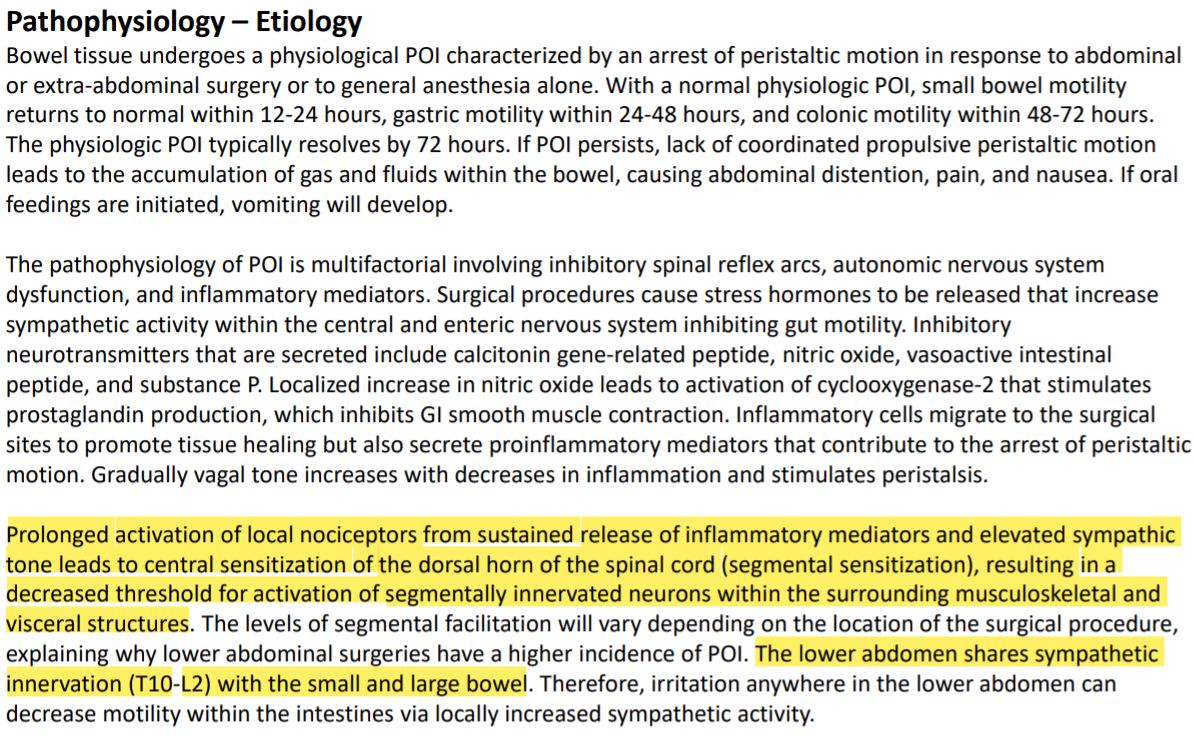 Pathophysiology – Etiology
Bowel tissue undergoes a physiological POI characterized by an arrest of peristaltic motion in response to abdominal
or extra-abdominal surgery or to general anesthesia alone. With a normal physiologic POI, small bowel motility
returns to normal within 12-24 hours, gastric motility within 24-48 hours, and colonic motility within 48-72 hours.
The physiologic POI typically resolves by 72 hours. If POI persists, lack of coordinated propulsive peristaltic motion
leads to the accumulation of gas and fluids within the bowel, causing abdominal distention, pain, and nausea. If oral
feedings are initiated, vomiting will develop.
The pathophysiology of POI is multifactorial involving inhibitory spinal reflex arcs, autonomic nervous system
dysfunction, and inflammatory mediators. Surgical procedures cause stress hormones to be released that increase
sympathetic activity within the central and enteric nervous system inhibiting gut motility. Inhibitory
neurotransmitters that are secreted include calcitonin gene-related peptide, nitric oxide, vasoactive intestinal
peptide, and substance P. Localized increase in nitric oxide leads to activation of cyclooxygenase-2 that stimulates
prostaglandin production, which inhibits GI smooth muscle contraction. Inflammatory cells migrate to the surgical
sites to promote tissue healing but also secrete proinflammatory mediators that contribute to the arrest of peristaltic
motion. Gradually vagal tone increases with decreases in inflammation and stimulates peristalsis.
Prolonged activation of local nociceptors from sustained release of inflammatory mediators and elevated sympathic
tone leads to central sensitization of the dorsal horn of the spinal cord (segmental sensitization), resulting in a
decreased threshold for activation of segmentally innervated neurons within the surrounding musculoskeletal and
visceral structures. The levels of segmental facilitation will vary depending on the location of the surgical procedure,
explaining why lower abdominal surgeries have a higher incidence of POI. The lower abdomen shares sympathetic
innervation (T10-L2) with the small and large bowel. Therefore, irritation anywhere in the lower abdomen can
decrease motility within the intestines via locally increased sympathetic activity.